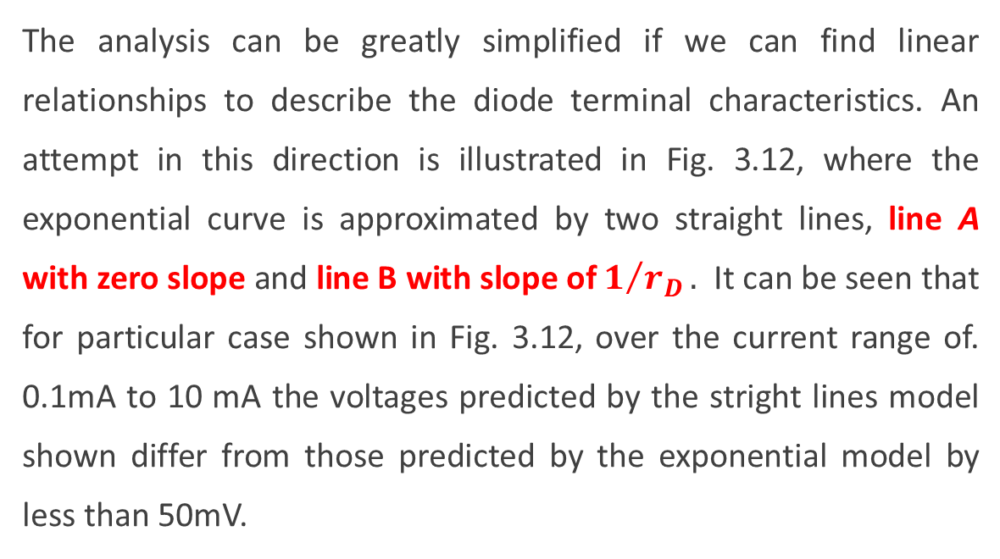 The analysis can be greatly simplified if we can find linear
relationships to describe the diode terminal characteristics. An
attempt in this direction is illustrated in Fig. 3.12, where the
exponential curve is approximated by two straight lines, line A
with zero slope and line B with slope of 1/r_D. It can be seen that
for particular case shown in Fig. 3.12, over the current range of.
0.1mA to 10 mA the voltages predicted by the stright lines model
shown differ from those predicted by the exponential model by
less than 50mV.